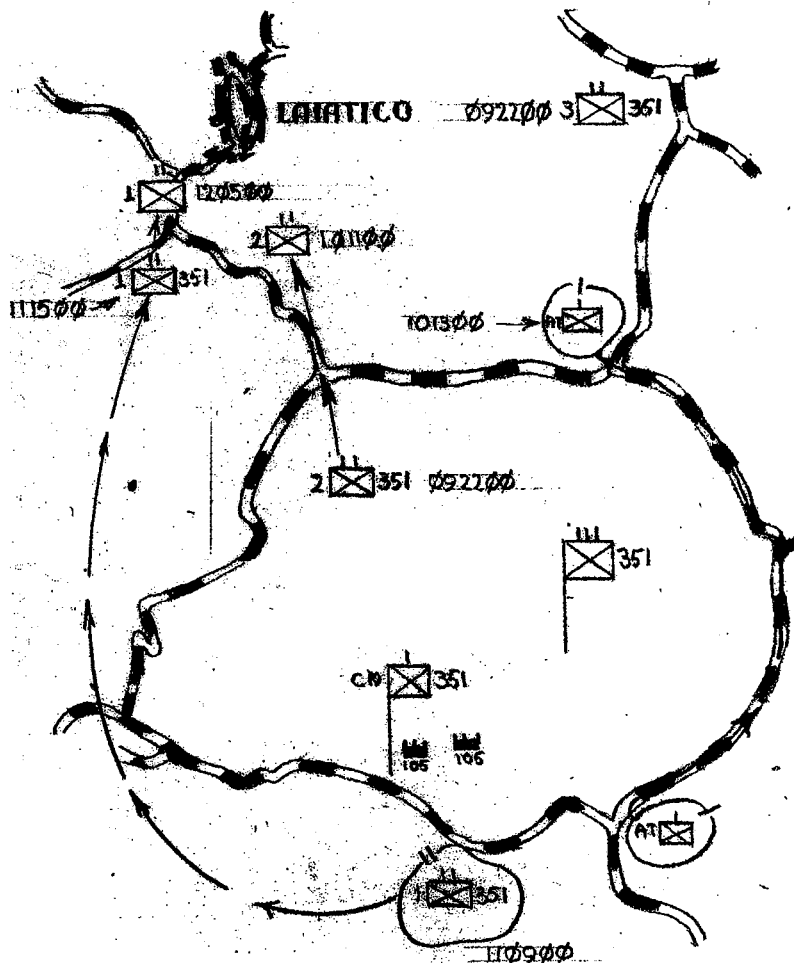 LAIATICO
Ø922ØØ 3 351
1 12Ø5ØØ
2 1Ø11ØØ
1 351
1115ØØ
1Ø13ØØ AT
2 351 Ø922ØØ
351
CN 351
105 105
AT
1 351
11Ø9ØØ